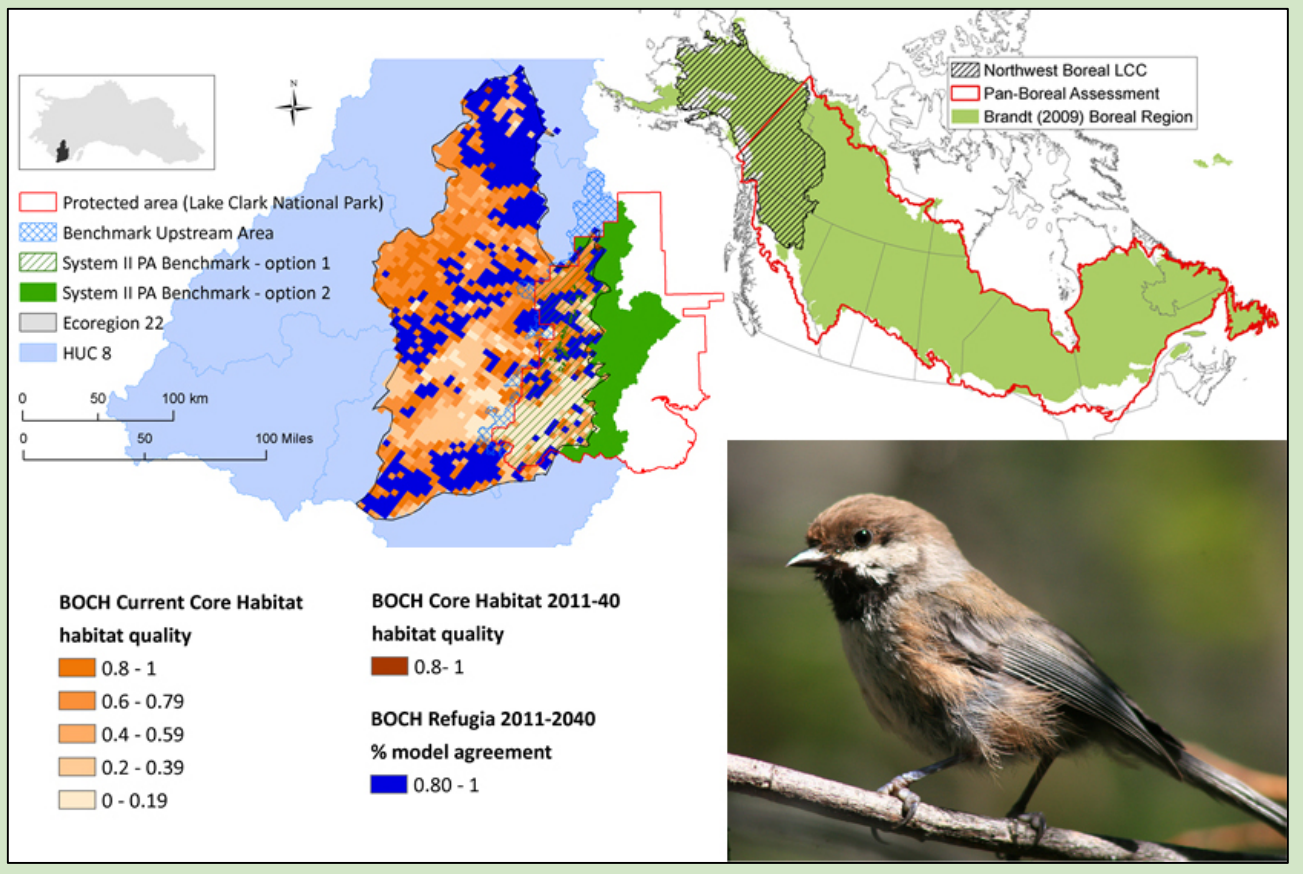 N
Protected area (Lake Clark National Park)
Benchmark Upstream Area
System II PA Benchmark - option 1
System II PA Benchmark - option 2
Ecoregion 22
HUC 8
0 50 100 km
0 50 100 Miles
Northwest Boreal LCC
Pan-Boreal Assessment
Brandt (2009) Boreal Region
BOCH Current Core Habitat
habitat quality
0.8 - 1
0.6 - 0.79
0.4 - 0.59
0.2 - 0.39
0 - 0.19
BOCH Core Habitat 2011-40
habitat quality
0.8- 1
BOCH Refugia 2011-2040
% model agreement
0.80 - 1